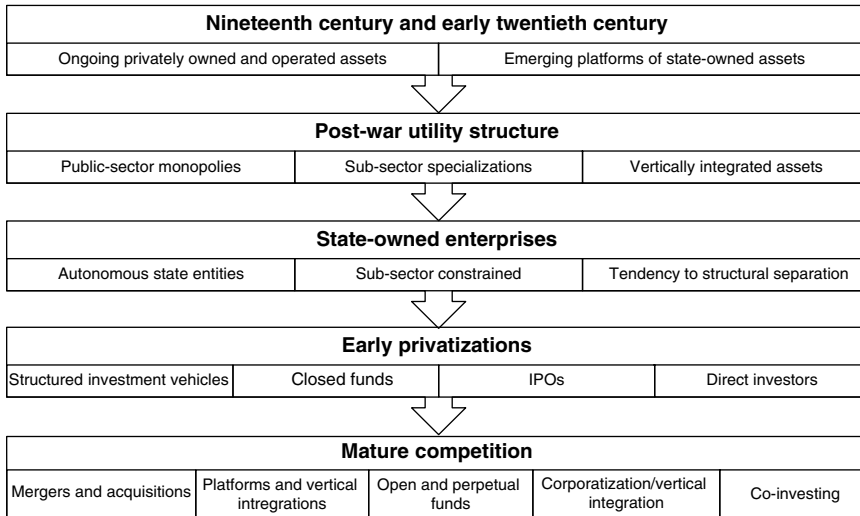 Nineteenth century and early twentieth century
Ongoing privately owned and operated assets
Emerging platforms of state-owned assets
Post-war utility structure
Public-sector monopolies
Sub-sector specializations
Vertically integrated assets
State-owned enterprises
Autonomous state entities
Sub-sector constrained
Tendency to structural separation
Early privatizations
Structured investment vehicles
Closed funds
IPOs
Direct investors
Mature competition
Mergers and acquisitions
Platforms and vertical
intregrations
Open and perpetual
funds
Corporatization/vertical
integration
Co-investing